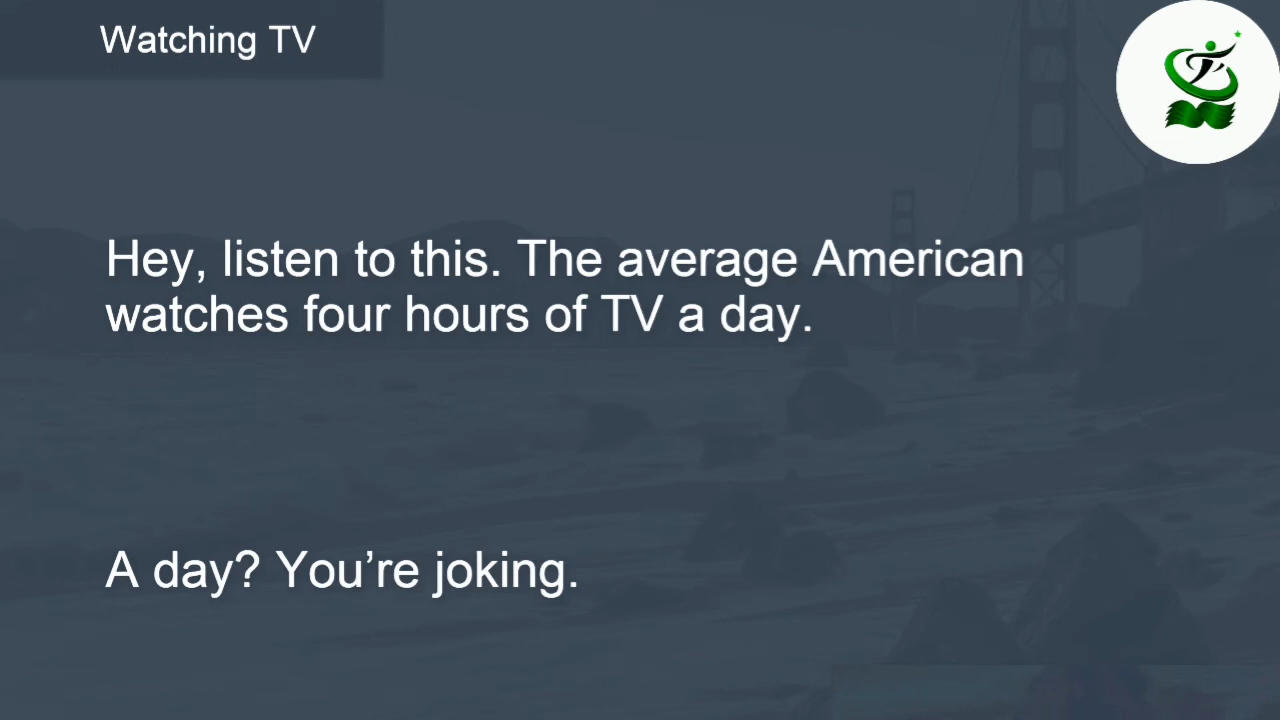 Watching TV
Hey, listen to this. The average American
watches four hours of TV a day.
A day? You’re joking.